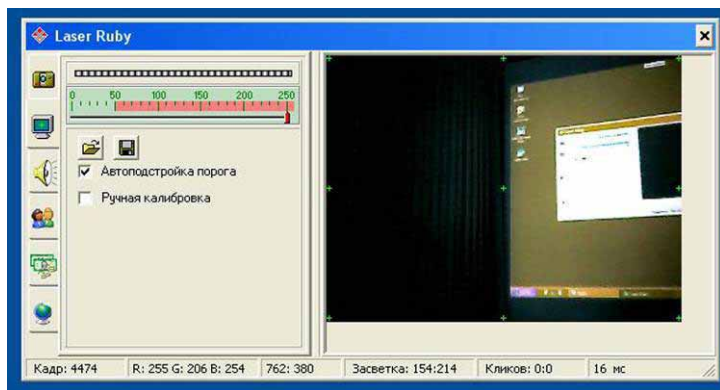 Laser Ruby
0 50 100 150 200 250
Автоподстройка порога
Ручная калибровка
Кадр: 4474 R: 255 G: 206 B: 254 762: 380 Засветка: 154:214 Кликов: 0:0 16 мс